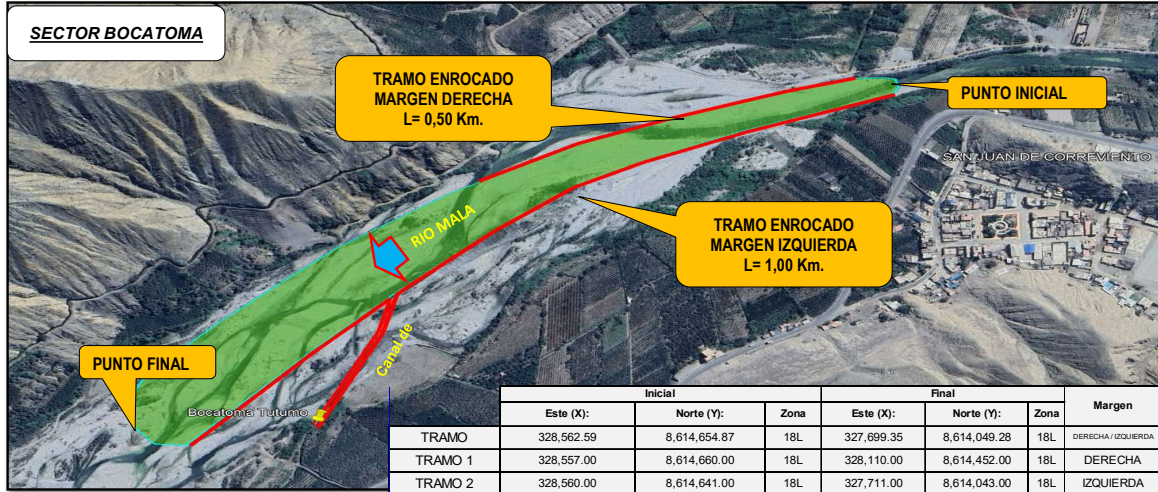 SECTOR BOCATOMA
TRAMO ENROCADO
MARGEN DERECHA
L= 0,50 Km.
PUNTO INICIAL
SAN JUAN DE CORREVIENTO
RIO MALA
TRAMO ENROCADO
MARGEN IZQUIERDA
L= 1,00 Km.
PUNTO FINAL
Canal de
Bocatoma Tutumo
Inicial Final Margen
Este (X): Norte (Y): Zona Este (X): Norte (Y): Zona
TRAMO 328,562.59 8,614,654.87 18L 327,699.35 8,614,049.28 18L DERECHA / IZQUIERDA
TRAMO 1 328,557.00 8,614,660.00 18L 328,110.00 8,614,452.00 18L DERECHA
TRAMO 2 328,560.00 8,614,641.00 18L 327,711.00 8,614,043.00 18L IZQUIERDA